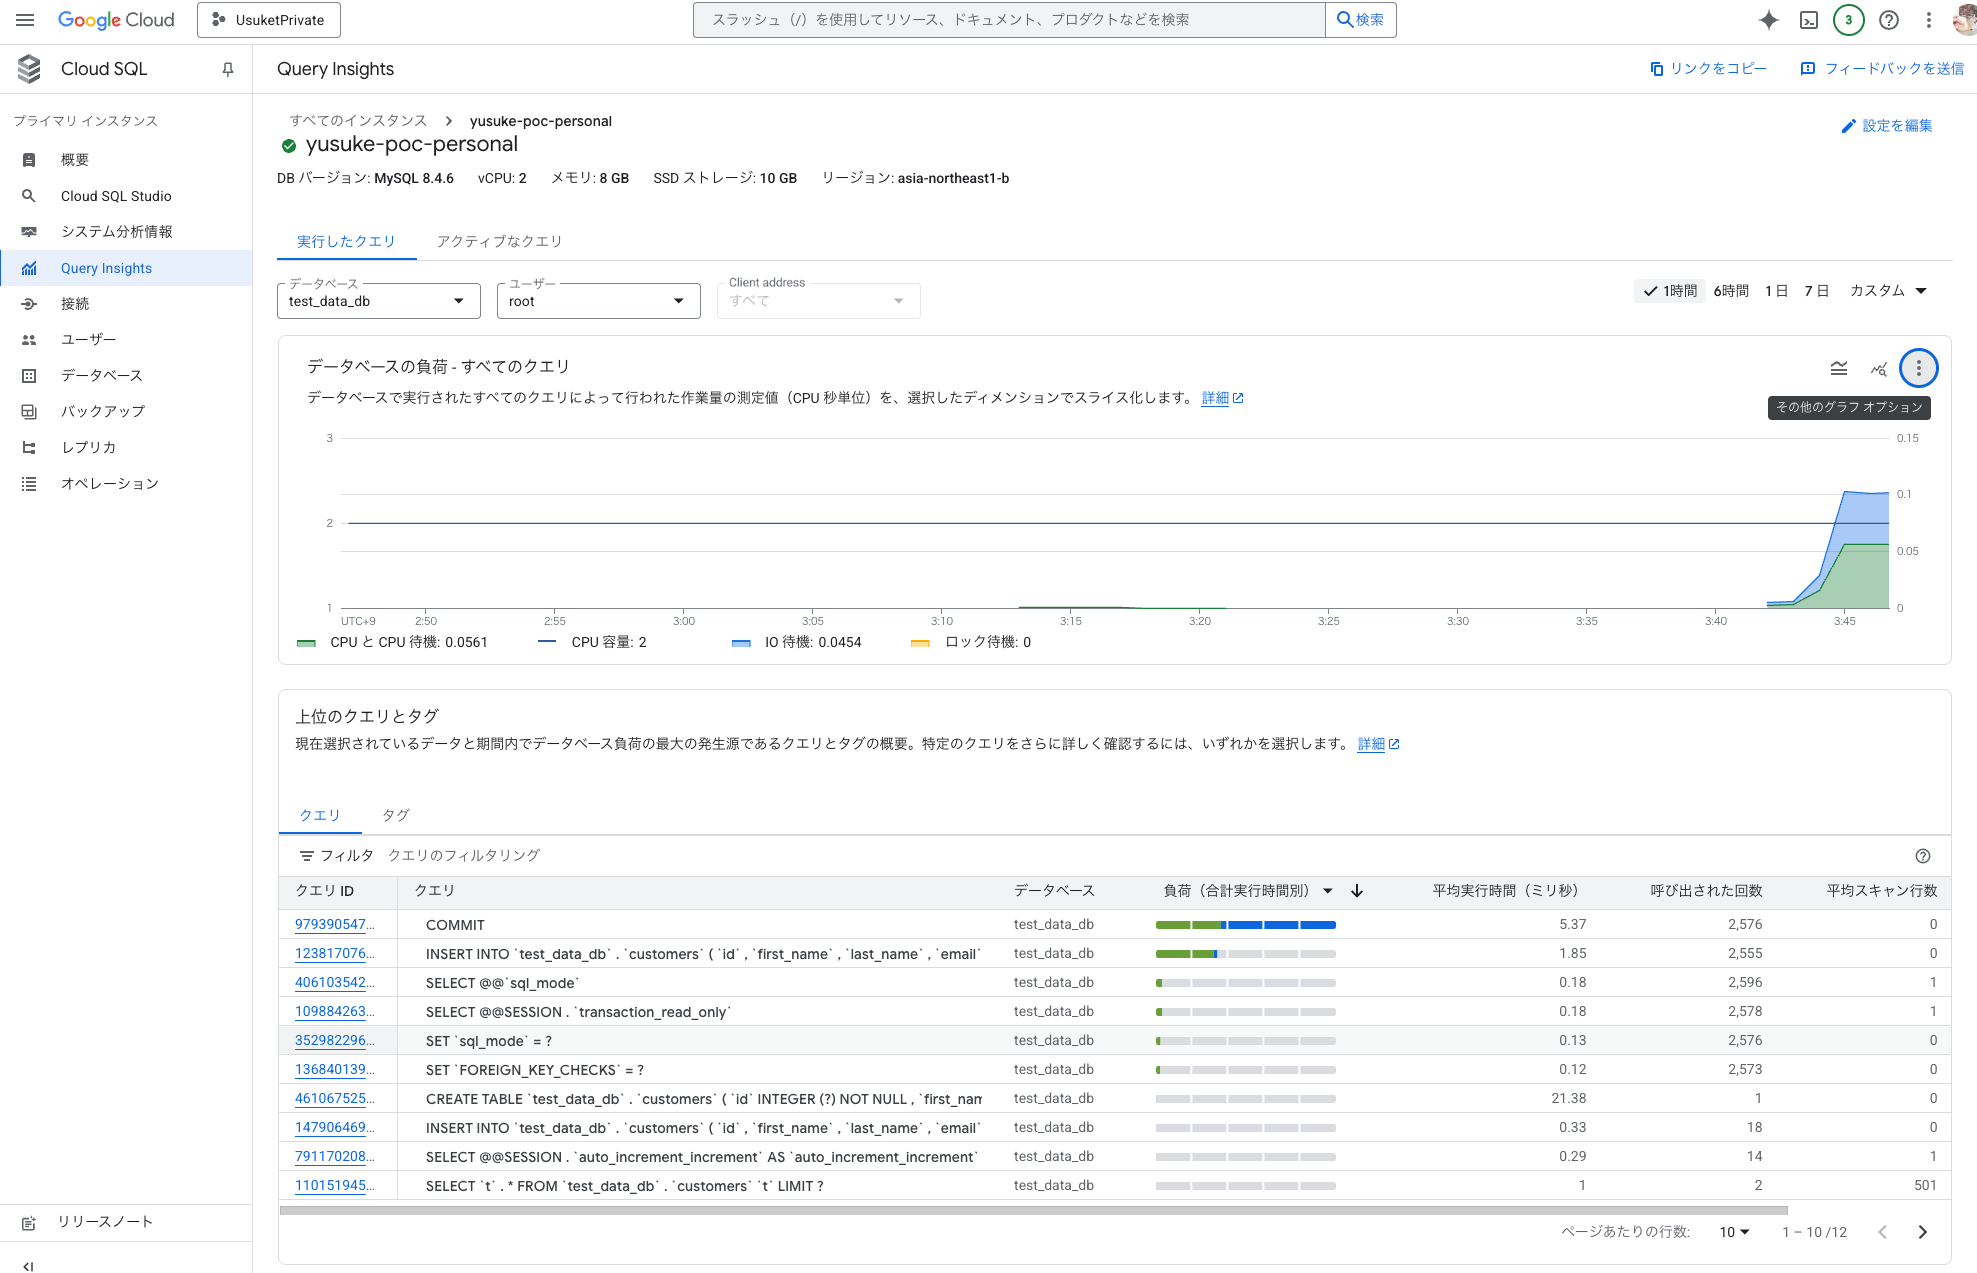 Google Cloud
UsuketPrivate
スラッシュ（/）を使用してリソース、ドキュメント、プロダクトなどを検索
検索
3
Cloud SQL
Query Insights
リンクをコピー
フィードバックを送信
プライマリ インスタンス
概要
Cloud SQL Studio
システム分析情報
Query Insights
接続
ユーザー
データベース
バックアップ
レプリカ
オペレーション
リリースノート
すべてのインスタンス
yusuke-poc-personal
yusuke-poc-personal
設定を編集
DB バージョン: MySQL 8.4.6 vCPU: 2 メモリ: 8 GB SSD ストレージ: 10 GB リージョン: asia-northeast1-b
実行したクエリ アクティブなクエリ
データベース
test_data_db
ユーザー
root
Client address
すべて
1時間 6時間 1 日 7 日 カスタム
データベースの負荷 - すべてのクエリ
データベースで実行されたすべてのクエリによって行われた作業量の測定値（CPU 秒単位）を、選択したディメンションでスライス化します。 詳細
その他のグラフ オプション
3 0.15
0.1
2
0.05
1 0
UTC+9 2:50 2:55 3:00 3:05 3:10 3:15 3:20 3:25 3:30 3:35 3:40 3:45
CPU と CPU 待機: 0.0561 CPU 容量: 2 IO 待機: 0.0454 ロック待機: 0
上位のクエリとタグ
現在選択されているデータと期間内でデータベース負荷の最大の発生源であるクエリとタグの概要。特定のクエリをさらに詳しく確認するには、いずれかを選択します。 詳細
クエリ タグ
フィルタ クエリのフィルタリング
クエリ ID クエリ データベース 負荷（合計実行時間別） 平均実行時間（ミリ秒） 呼び出された回数 平均スキャン行数
979390547… COMMIT test_data_db 5.37 2,576 0
123817076… INSERT INTO `test_data_db` . `customers` ( `id` , `first_name` , `last_name` , `email` test_data_db 1.85 2,555 0
406103542… SELECT @@`sql_mode` test_data_db 0.18 2,596 1
109884263… SELECT @@SESSION . `transaction_read_only` test_data_db 0.18 2,578 1
352982296… SET `sql_mode` = ? test_data_db 0.13 2,576 0
136840139… SET `FOREIGN_KEY_CHECKS` = ? test_data_db 0.12 2,573 0
461067525… CREATE TABLE `test_data_db` . `customers` ( `id` INTEGER (?) NOT NULL , `first_nam test_data_db 21.38 1 0
147906469… INSERT INTO `test_data_db` . `customers` ( `id` , `first_name` , `last_name` , `email` test_data_db 0.33 18 0
791170208… SELECT @@SESSION . `auto_increment_increment` AS `auto_increment_increment` test_data_db 0.29 14 1
110151945… SELECT `t` . * FROM `test_data_db` . `customers` `t` LIMIT ? test_data_db 1 2 501
ページあたりの行数: 10 1 – 10 /12